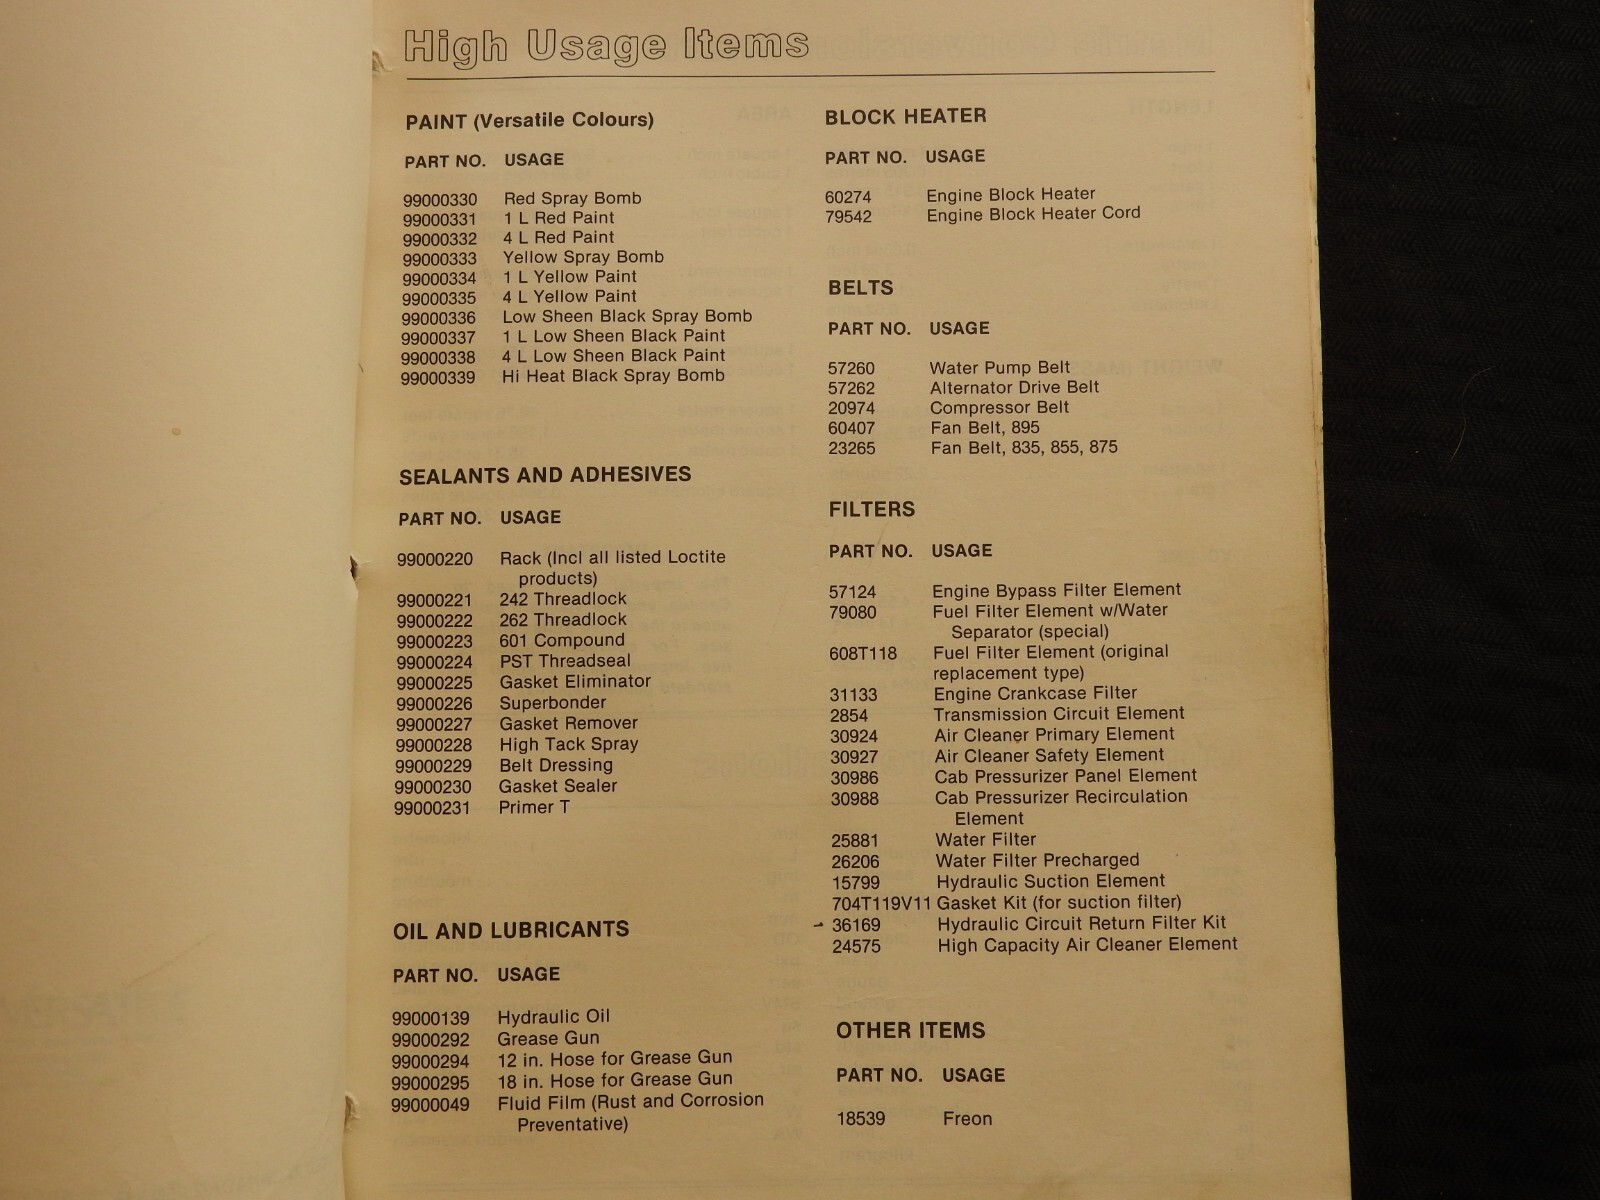 High Usage Items
PAINT (Versatile Colours)
PART NO. USAGE
99000330 Red Spray Bomb
99000331 1 L Red Paint
99000332 4 L Red Paint
99000333 Yellow Spray Bomb
99000334 1 L Yellow Paint
99000335 4 L Yellow Paint
99000336 Low Sheen Black Spray Bomb
99000337 1 L Low Sheen Black Paint
99000338 4 L Low Sheen Black Paint
99000339 Hi Heat Black Spray Bomb
SEALANTS AND ADHESIVES
PART NO. USAGE
99000220 Rack (Incl all listed Loctite
products)
99000221 242 Threadlock
99000222 262 Threadlock
99000223 601 Compound
99000224 PST Threadseal
99000225 Gasket Eliminator
99000226 Superbonder
99000227 Gasket Remover
99000228 High Tack Spray
99000229 Belt Dressing
99000230 Gasket Sealer
99000231 Primer T
OIL AND LUBRICANTS
PART NO. USAGE
99000139 Hydraulic Oil
99000292 Grease Gun
99000294 12 in. Hose for Grease Gun
99000295 18 in. Hose for Grease Gun
99000049 Fluid Film (Rust and Corrosion
Preventative)
BLOCK HEATER
PART NO. USAGE
60274 Engine Block Heater
79542 Engine Block Heater Cord
BELTS
PART NO. USAGE
57260 Water Pump Belt
57262 Alternator Drive Belt
20974 Compressor Belt
60407 Fan Belt, 895
23265 Fan Belt, 835, 855, 875
FILTERS
PART NO. USAGE
57124 Engine Bypass Filter Element
79080 Fuel Filter Element w/Water
Separator (special)
608T118 Fuel Filter Element (original
replacement type)
31133 Engine Crankcase Filter
2854 Transmission Circuit Element
30924 Air Cleaner Primary Element
30927 Air Cleaner Safety Element
30986 Cab Pressurizer Panel Element
30988 Cab Pressurizer Recirculation
Element
25881 Water Filter
26206 Water Filter Precharged
15799 Hydraulic Suction Element
704T119V11 Gasket Kit (for suction filter)
36169 Hydraulic Circuit Return Filter Kit
24575 High Capacity Air Cleaner Element
OTHER ITEMS
PART NO. USAGE
18539 Freon